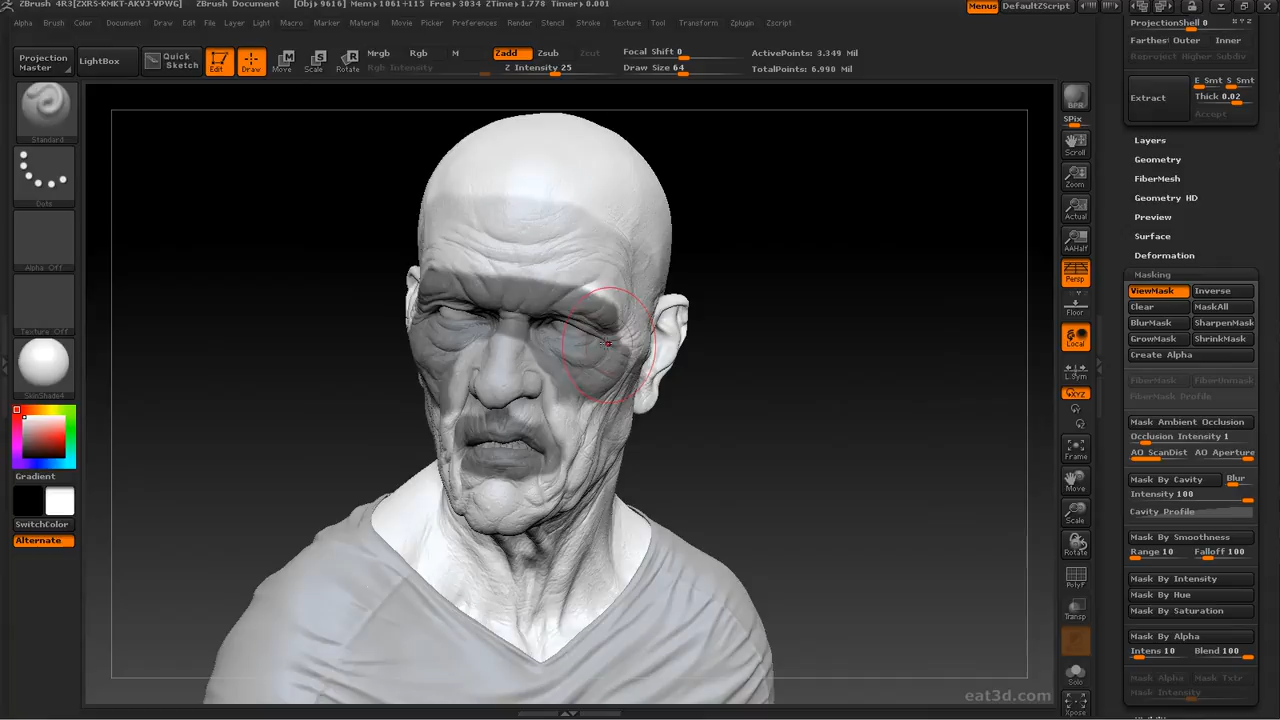 ZBrush 4R3[ZXRS-KMKT-AKVJ-VPWG] ZBrush Document [Obj>9616] Mem>1061+115 Free>3034 ZTime>1.778 Timer>0.001 Menus DefaultZScript
Alpha Brush Color Document Draw Edit File Layer Light Macro Marker Material Movie Picker Preferences Render Stencil Stroke Texture Tool Transform Zplugin Zscript
Projection Master
LightBox
Quick Sketch
Edit
Draw
Move
Scale
Rotate
Mrgb Rgb M
Rgb Intensity
Zadd Zsub Zcut
Z Intensity 25
Focal Shift 0
Draw Size 64
ActivePoints: 3.349 Mil
TotalPoints: 6.990 Mil
Standard
Dots
Alpha Off
Texture Off
SkinShade4
Gradient
SwitchColor
Alternate
BPR
SPix
Scroll
Zoom
Actual
AAHalf
Persp
Floor
Local
L.Sym
XYZ
Frame
Move
Scale
Rotate
PolyF
Transp
Solo
Xpose
ProjectionShell 0
Farthest Outer Inner
Reproject Higher Subdiv
Extract
E Smt S Smt
Thick 0.02
Accept
Layers
Geometry
FiberMesh
Geometry HD
Preview
Surface
Deformation
Masking
ViewMask Inverse
Clear MaskAll
BlurMask SharpenMask
GrowMask ShrinkMask
Create Alpha
FiberMask FiberUnmask
FiberMask Profile
Mask Ambient Occlusion
Occlusion Intensity 1
AO ScanDist AO Aperture
Mask By Cavity Blur
Intensity 100
Cavity Profile
Mask By Smoothness
Range 10 Falloff 100
Mask By Intensity
Mask By Hue
Mask By Saturation
Mask By Alpha
Intens 10 Blend 100
Mask Alpha Mask Txtr
Mask Intensity
eat3d.com